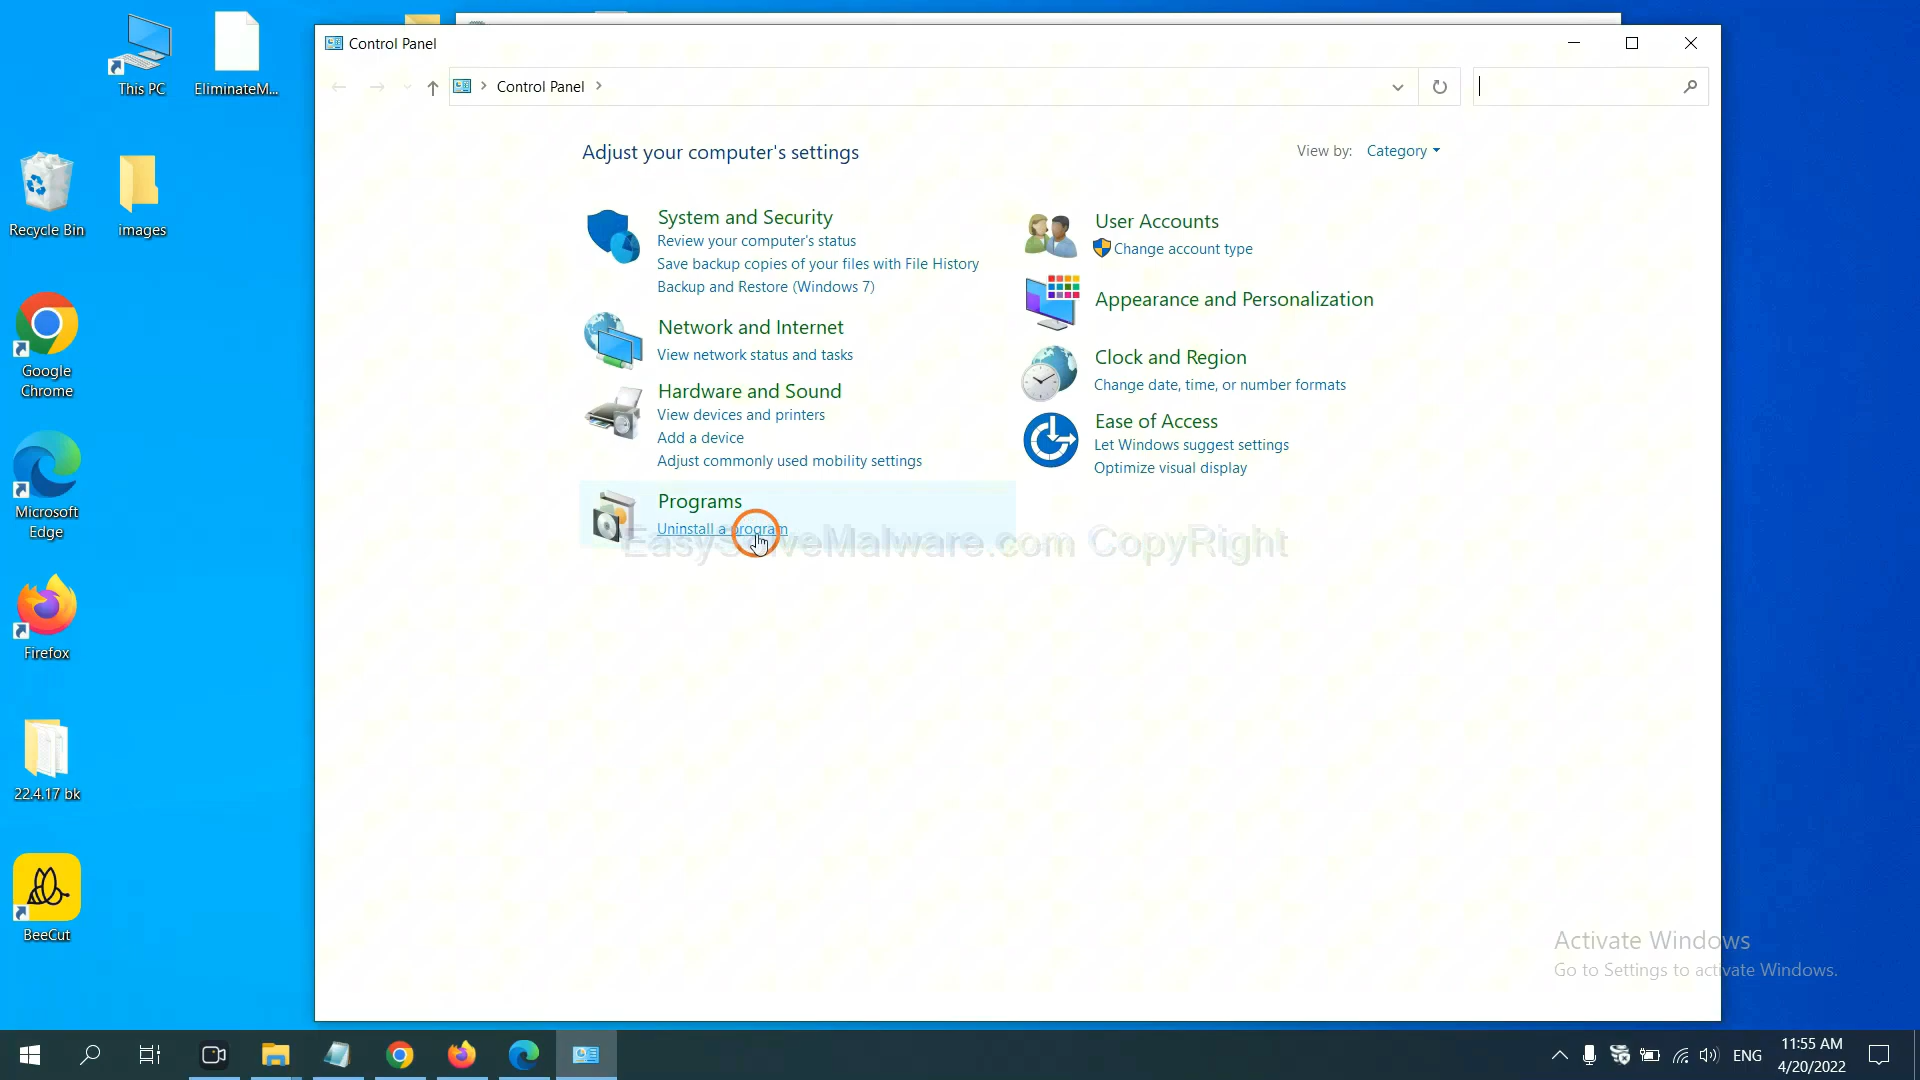 This PC
EliminateM...
Recycle Bin
images
Google
Chrome
Microsoft
Edge
Firefox
22.4.17 bk
BeeCut
Control Panel
Control Panel
Adjust your computer's settings
View by:
Category
System and Security
Review your computer's status
Save backup copies of your files with File History
Backup and Restore (Windows 7)
Network and Internet
View network status and tasks
Hardware and Sound
View devices and printers
Add a device
Adjust commonly used mobility settings
Programs
Uninstall a program
User Accounts
Change account type
Appearance and Personalization
Clock and Region
Change date, time, or number formats
Ease of Access
Let Windows suggest settings
Optimize visual display
EasySolveMalware.com CopyRight
Activate Windows
Go to Settings to activate Windows.
ENG
11:55 AM
4/20/2022